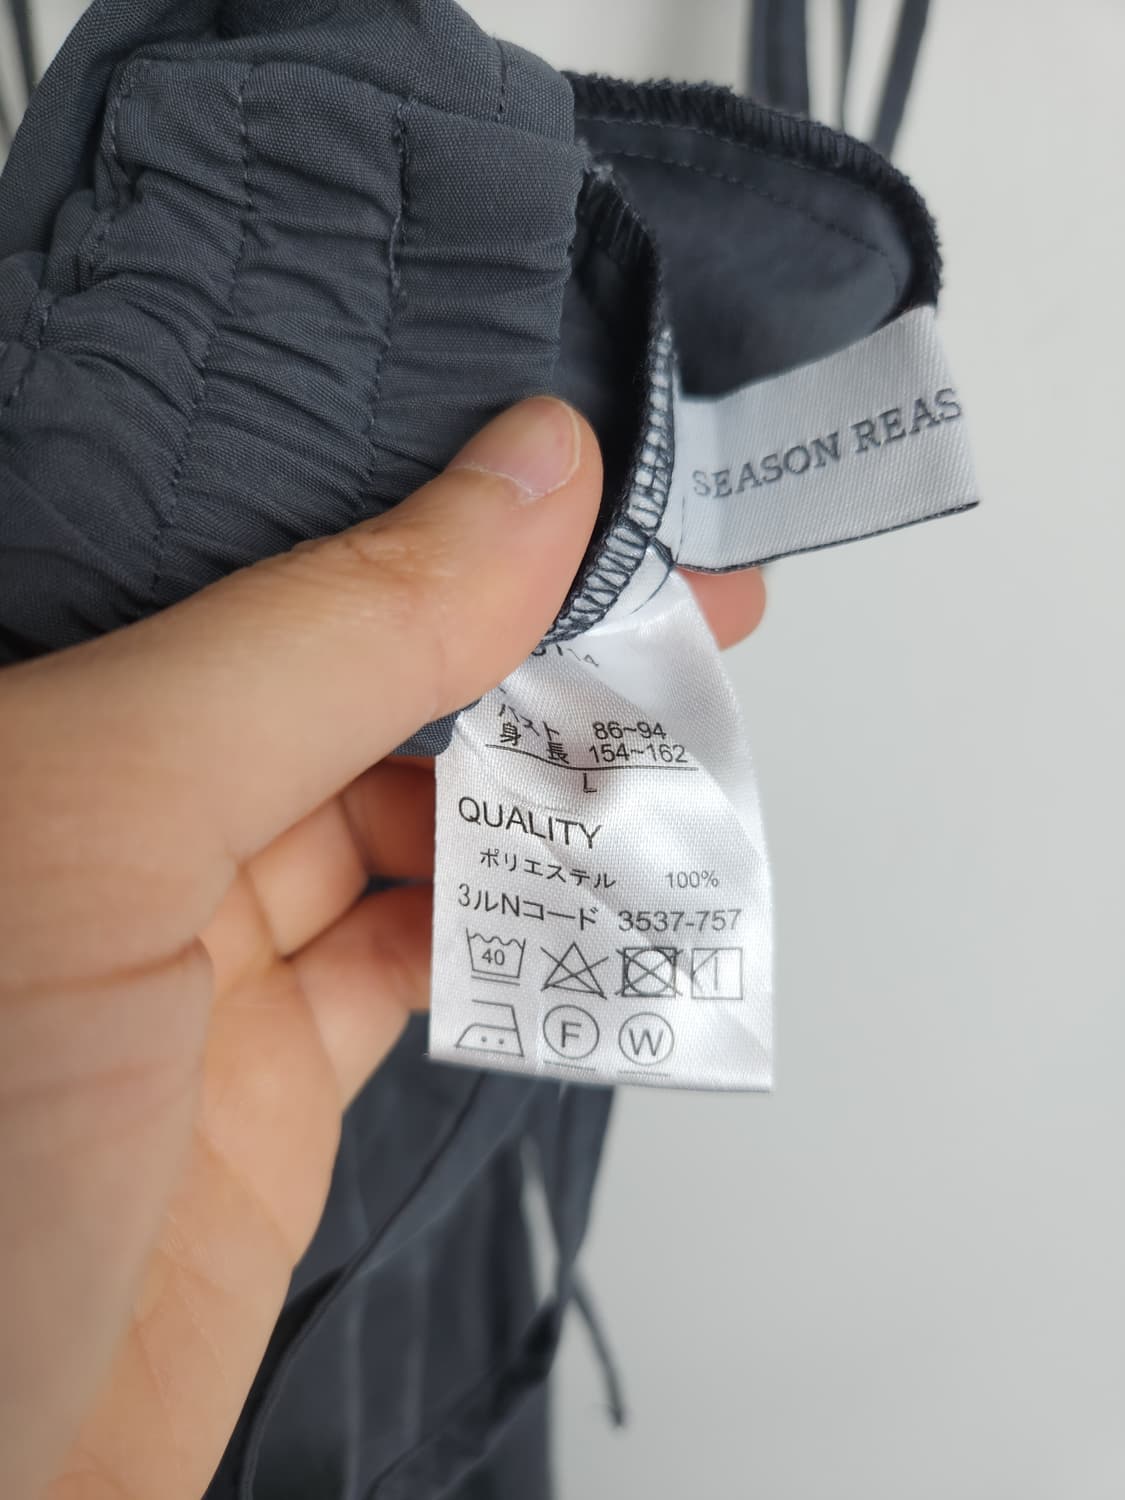 SEASON REAS
バスト 86~94
身 長 154~162
L
QUALITY
ポリエステル 100%
3ルNコード 3537-757
40
F W